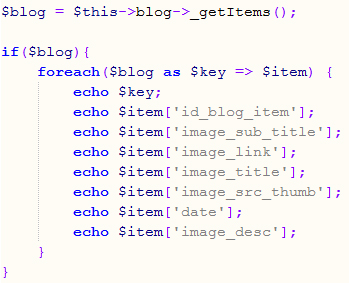 $blog = $this->blog->_getItems();
if($blog){
foreach($blog as $key => $item) {
echo $key;
echo $item['id_blog_item'];
echo $item['image_sub_title'];
echo $item['image_link'];
echo $item['image_title'];
echo $item['image_src_thumb'];
echo $item['date'];
echo $item['image_desc'];
}
}